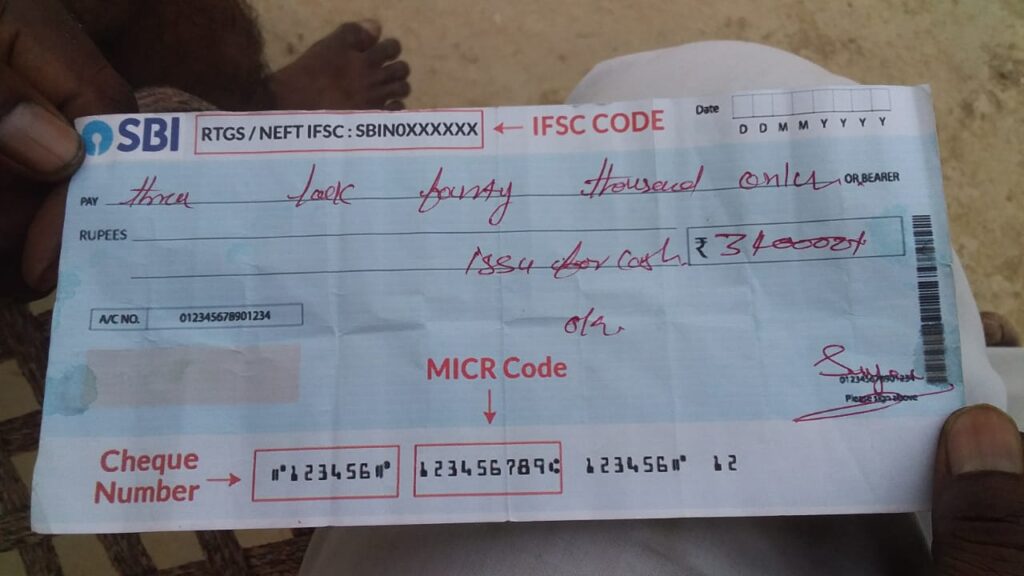 SBI RTGS / NEFT IFSC : SBIN0XXXXXX ← IFSC CODE Date
D D M M Y Y Y Y
PAY three lack fourty thousand only OR BEARER
RUPEES
issu for cash ₹ 340000
A/C NO. 012345678901234
MICR Code
012345678901234
Please sign above
Cheque
Number → ⑈123456⑈ 123456789⑆ 123456⑈ 12